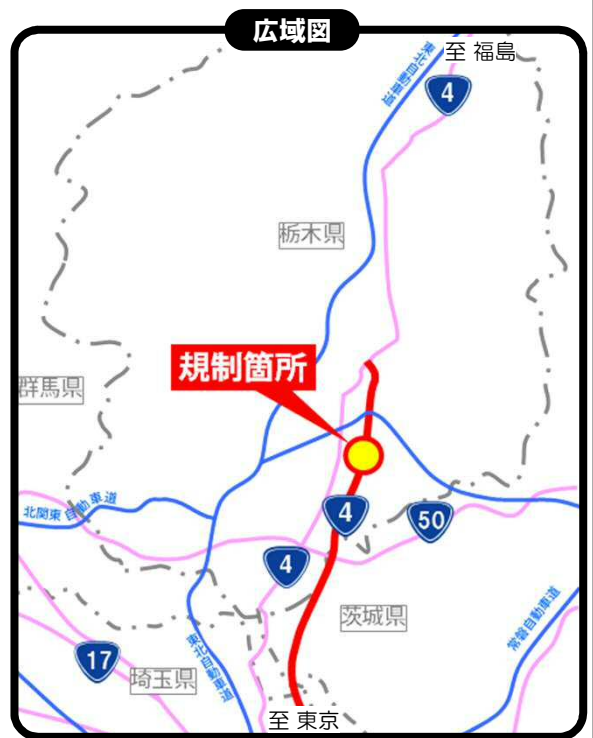 広域図
至 福島
東北自動車道
4
栃木県
規制箇所
群馬県
北関東自動車道
4
50
4
茨城県
常磐自動車道
17
埼玉県
東北自動車道
至 東京